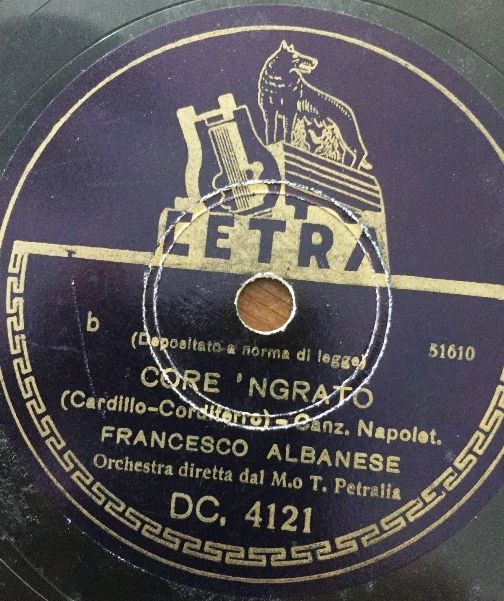 CETRA
b
(Depositato a norma di legge)
51610
CORE 'NGRATO
(Cardillo-Cordiferro) - Canz. Napolet.
FRANCESCO ALBANESE
Orchestra diretta dal M.o T. Petralia
DC. 4121